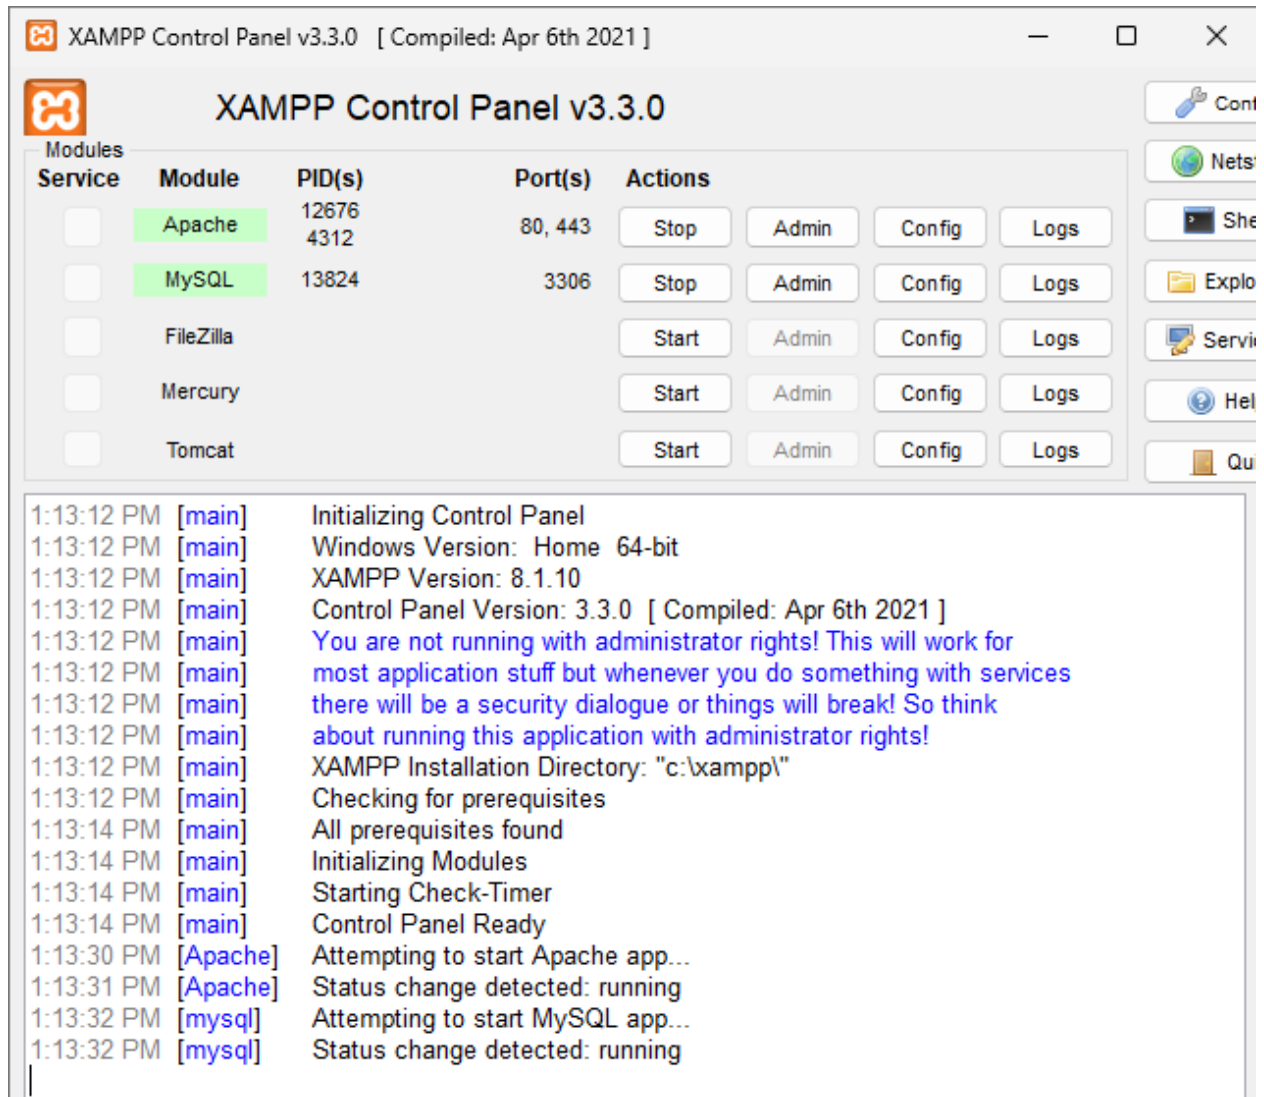 XAMPP Control Panel v3.3.0 [ Compiled: Apr 6th 2021 ]
XAMPP Control Panel v3.3.0
Modules
Service Module PID(s) Port(s) Actions
Apache 12676 4312 80, 443 Stop Admin Config Logs
MySQL 13824 3306 Stop Admin Config Logs
FileZilla Start Admin Config Logs
Mercury Start Admin Config Logs
Tomcat Start Admin Config Logs
Conf
Netst
She
Explo
Servi
Hel
Qui
1:13:12 PM [main] Initializing Control Panel
1:13:12 PM [main] Windows Version: Home 64-bit
1:13:12 PM [main] XAMPP Version: 8.1.10
1:13:12 PM [main] Control Panel Version: 3.3.0 [ Compiled: Apr 6th 2021 ]
1:13:12 PM [main] You are not running with administrator rights! This will work for
1:13:12 PM [main] most application stuff but whenever you do something with services
1:13:12 PM [main] there will be a security dialogue or things will break! So think
1:13:12 PM [main] about running this application with administrator rights!
1:13:12 PM [main] XAMPP Installation Directory: "c:\xampp\"
1:13:12 PM [main] Checking for prerequisites
1:13:14 PM [main] All prerequisites found
1:13:14 PM [main] Initializing Modules
1:13:14 PM [main] Starting Check-Timer
1:13:14 PM [main] Control Panel Ready
1:13:30 PM [Apache] Attempting to start Apache app...
1:13:31 PM [Apache] Status change detected: running
1:13:32 PM [mysql] Attempting to start MySQL app...
1:13:32 PM [mysql] Status change detected: running